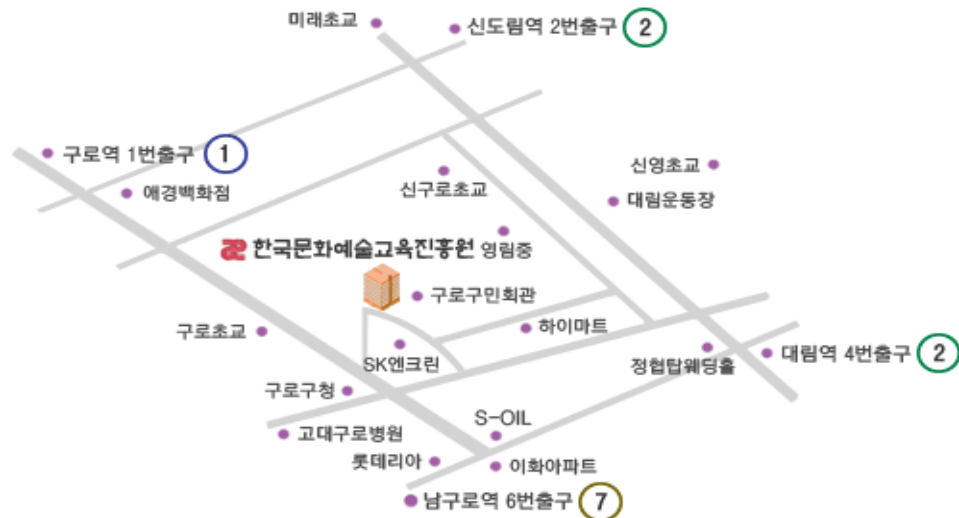 미래초교
신도림역 2번출구 2
구로역 1번출구 1
애경백화점
신구로초교
신영초교
대림운동장
한국문화예술교육진흥원
영림중
구로구민회관
구로초교
하이마트
SK엔크린
정협탑웨딩홀
대림역 4번출구 2
구로구청
S-OIL
고대구로병원
롯데리아
이화아파트
남구로역 6번출구 7